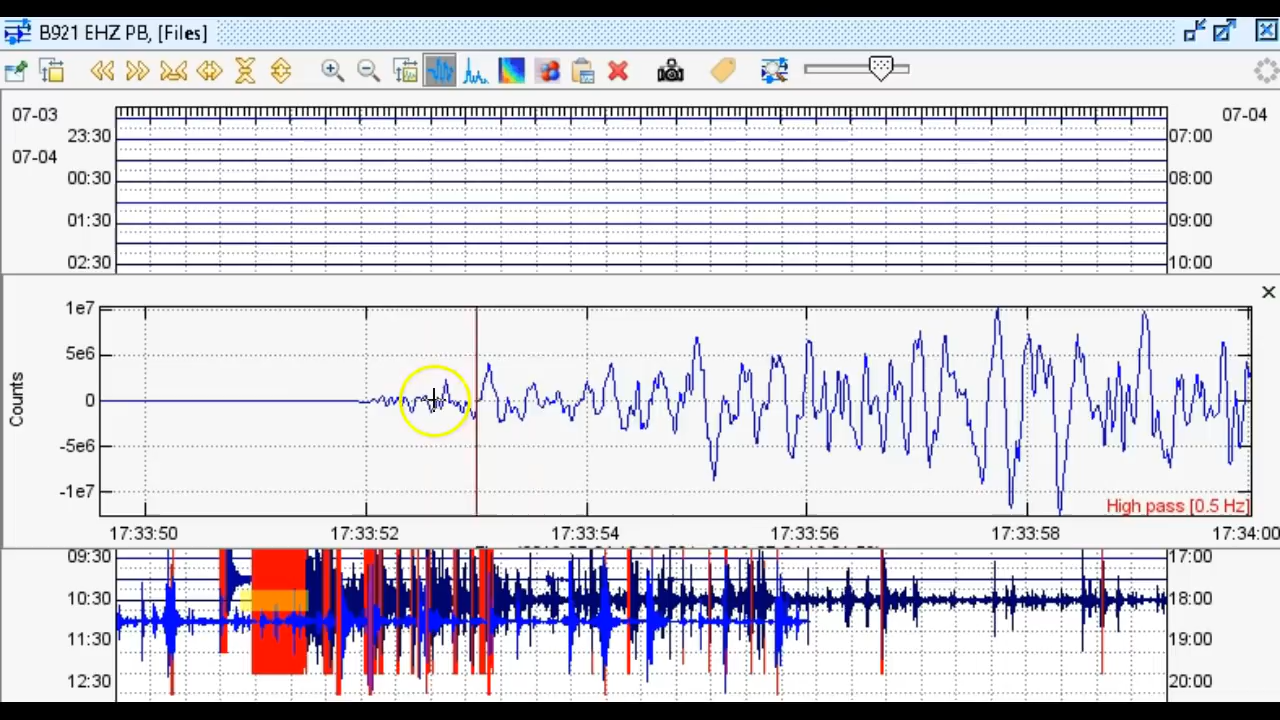 B921 EHZ PB, [Files]
07-03 07-04
23:30 07:00
07-04
00:30 08:00
01:30 09:00
02:30 10:00
1e7
5e6
0
-5e6
-1e7
Counts
High pass [0.5 Hz]
17:33:50 17:33:52 17:33:54 17:33:56 17:33:58 17:34:00
09:30 17:00
10:30 18:00
11:30 19:00
12:30 20:00